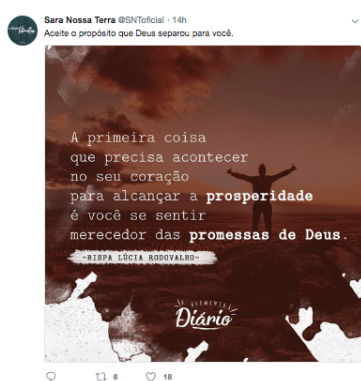 Sara Nossa Terra @SNToficial · 14h
Aceite o propósito que Deus separou para você.
A primeira coisa
que precisa acontecer
no seu coração
para alcançar a prosperidade
é você se sentir
merecedor das promessas de Deus.
-BISPA LÚCIA RODOVALHO-
ALIMENTO
Diário
6
18